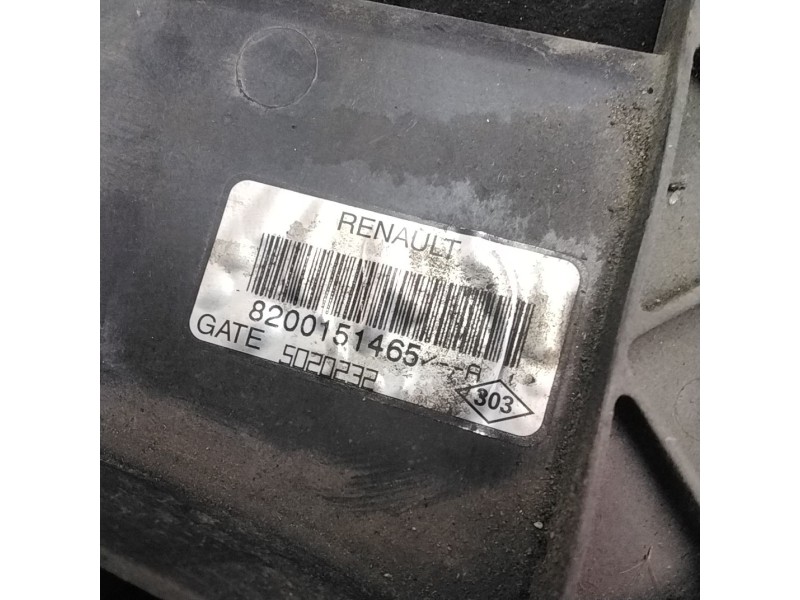 RENAULT
8200151465/--A
GATE 5020232
303